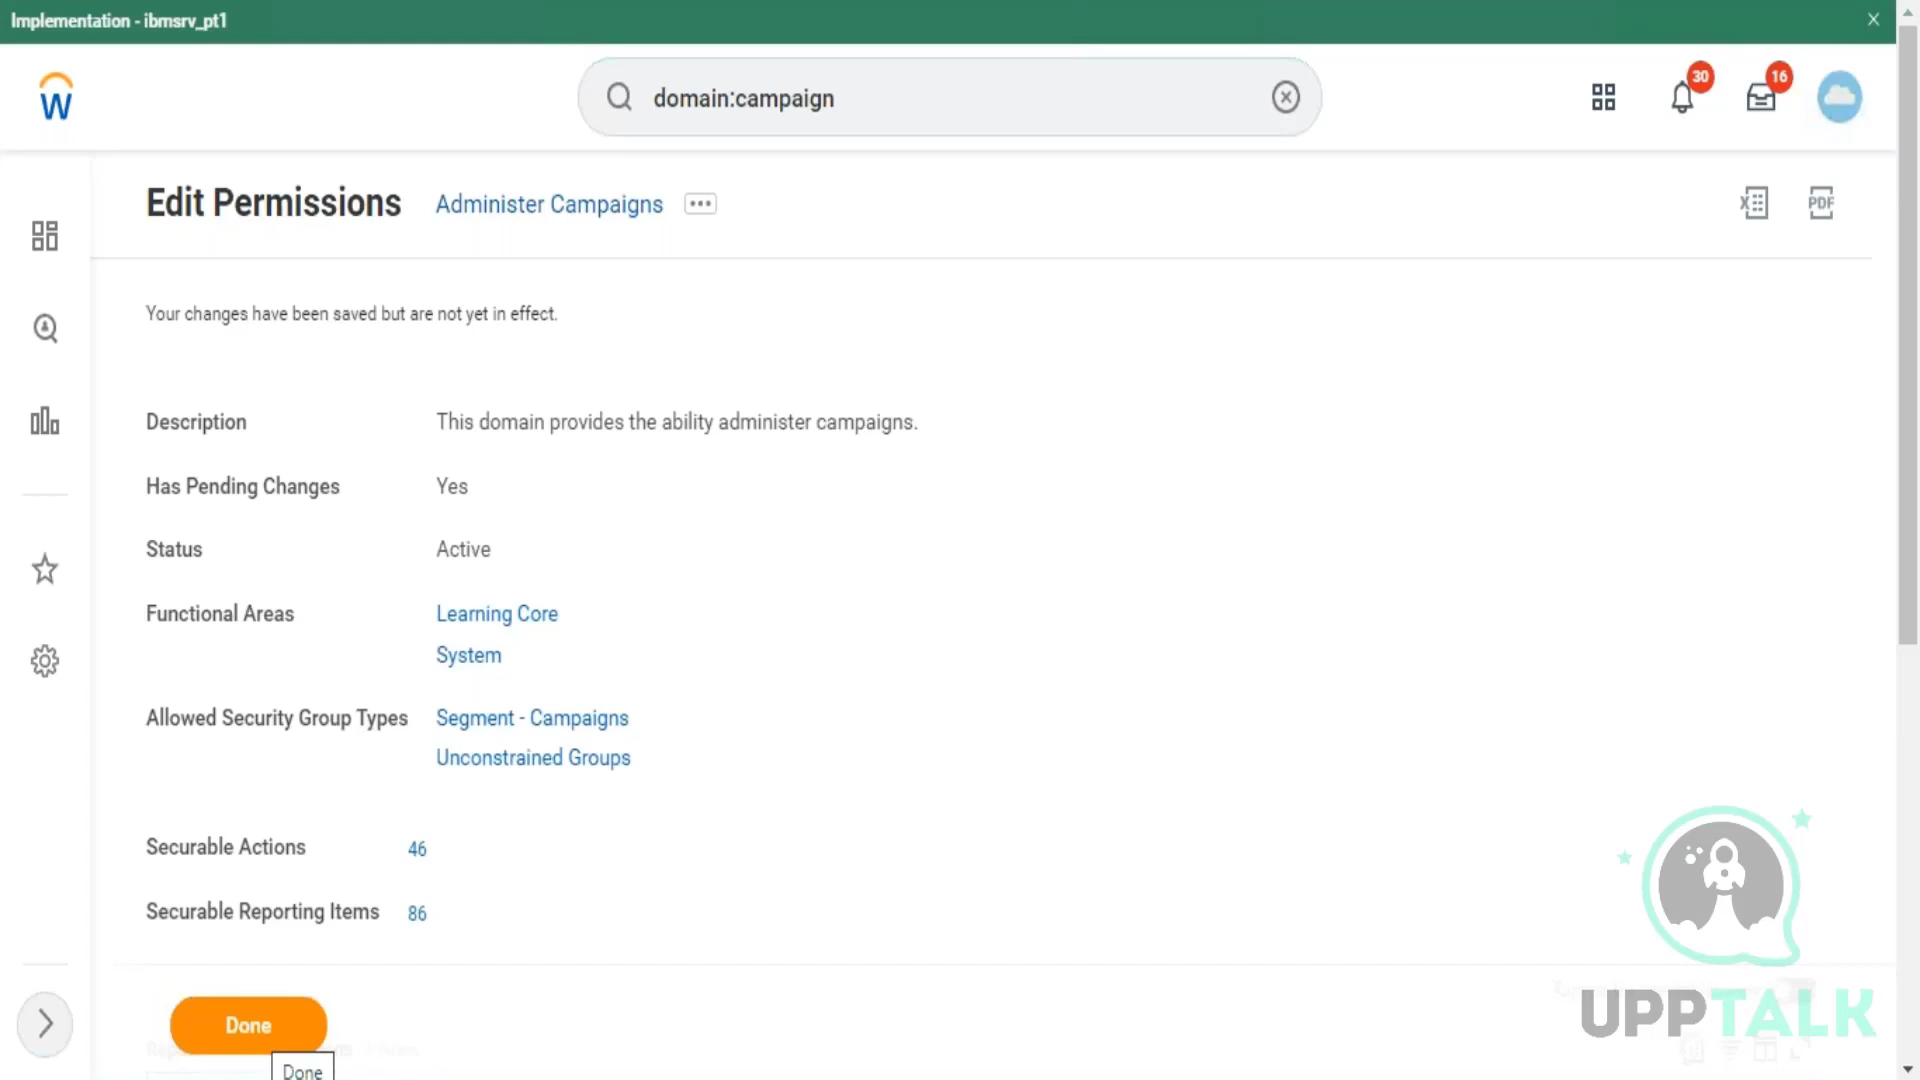 Implementation - ibmsrv_pt1
W
domain:campaign
30
16
Edit Permissions
Administer Campaigns
X
PDF
Your changes have been saved but are not yet in effect.
Description
This domain provides the ability administer campaigns.
Has Pending Changes
Yes
Status
Active
Functional Areas
Learning Core
System
Allowed Security Group Types
Segment - Campaigns
Unconstrained Groups
Securable Actions
46
Securable Reporting Items
86
Done
Done
UPPTALK